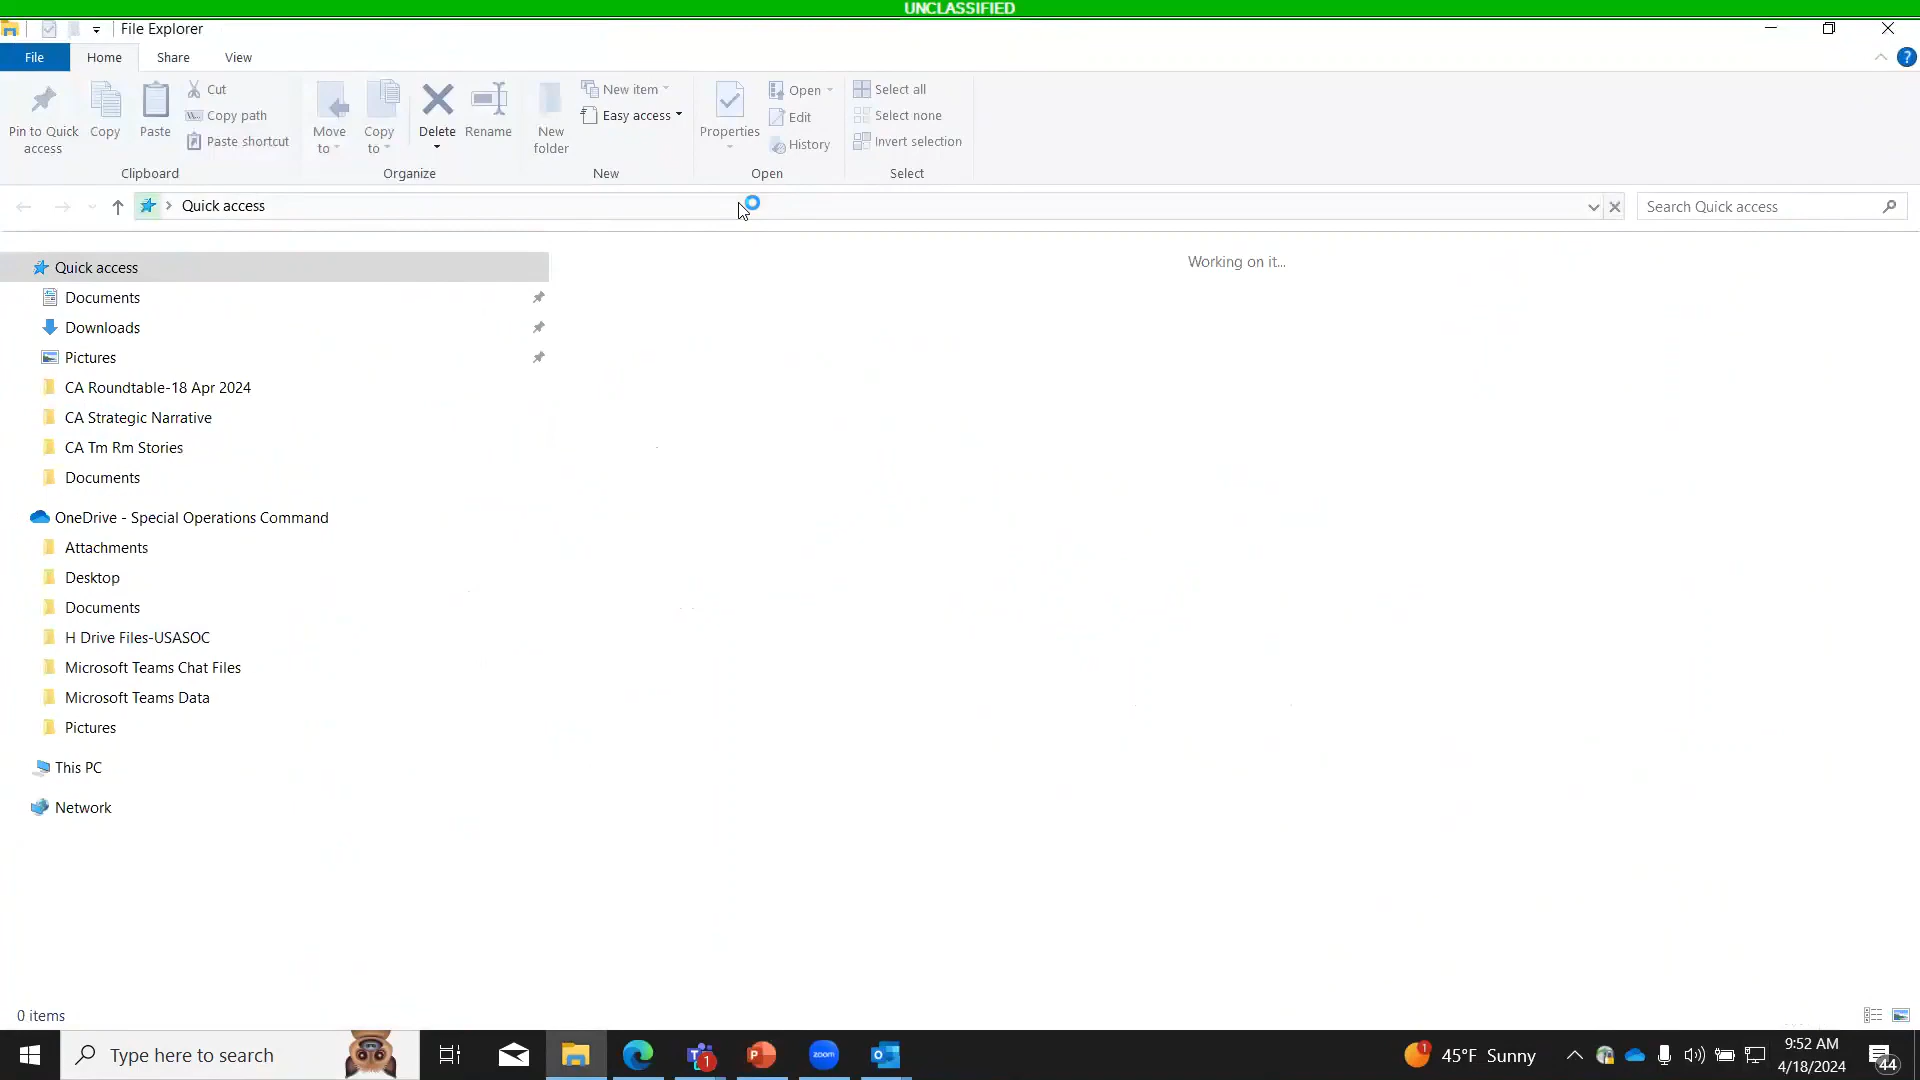 UNCLASSIFIED
File Explorer
File Home Share View
Pin to Quick access
Copy
Paste
Cut
Copy path
Paste shortcut
Clipboard
Move to
Copy to
Delete
Rename
Organize
New folder
New item
Easy access
New
Properties
Open
Edit
History
Open
Select all
Select none
Invert selection
Select
Quick access
Search Quick access
Working on it...
Quick access
Documents
Downloads
Pictures
CA Roundtable-18 Apr 2024
CA Strategic Narrative
CA Tm Rm Stories
Documents
OneDrive - Special Operations Command
Attachments
Desktop
Documents
H Drive Files-USASOC
Microsoft Teams Chat Files
Microsoft Teams Data
Pictures
This PC
Network
0 items
Type here to search
1
P
zoom
1
45°F Sunny
9:52 AM
4/18/2024
44